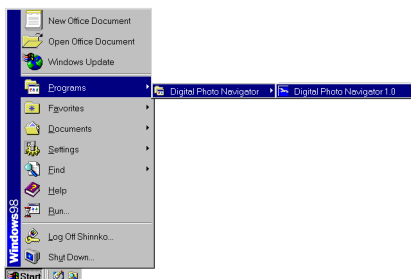 New Office Document
Open Office Document
Windows Update
Programs
Digital Photo Navigator
Digital Photo Navigator 1.0
Favorites
Documents
Settings
Find
Help
Run...
Log Off Shinnko...
Shut Down...
Windows98
Start